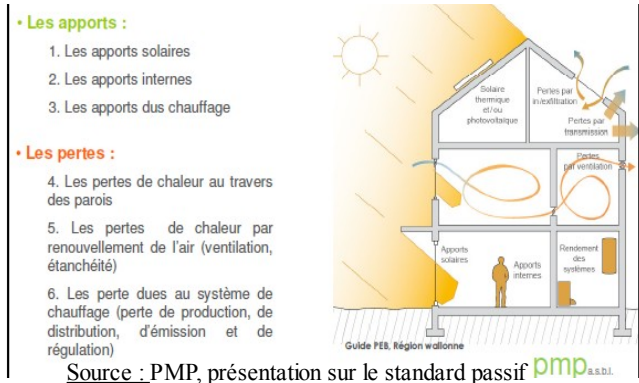 • Les apports :
1. Les apports solaires
2. Les apports internes
3. Les apports dus chauffage
• Les pertes :
4. Les pertes de chaleur au travers
des parois
5. Les pertes de chaleur par
renouvellement de l'air (ventilation,
étanchéité)
6. Les perte dues au système de
chauffage (perte de production, de
distribution, d'émission et de
régulation)
Solaire
thermique
et/ou
photovoltaïque
Pertes par
in/exfiltration
Pertes par
transmission
Pertes
par ventilation
Apports
solaires
Apports
internes
Rendement
des
systèmes
Guide PEB, Région wallonne
Source : PMP, présentation sur le standard passif
pmp a.s.b.l.